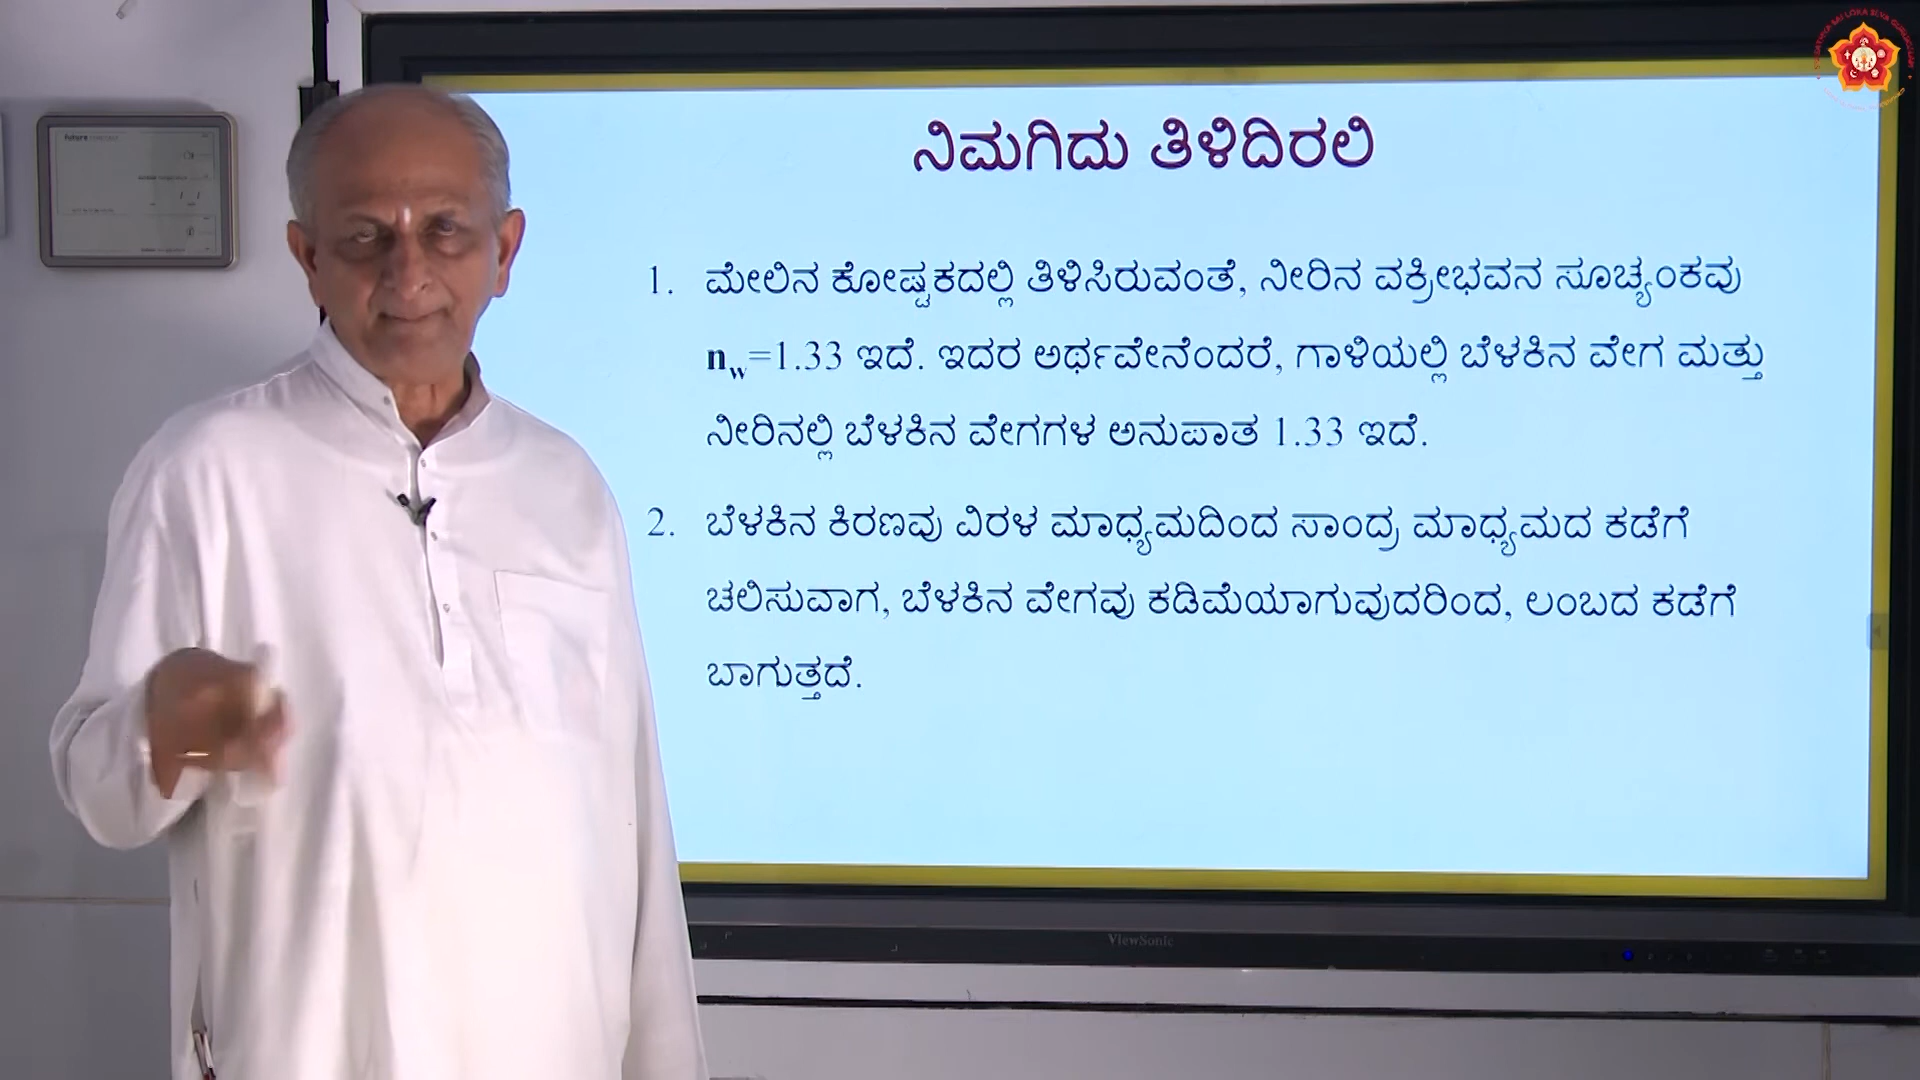 ನಿಮಗಿದು ತಿಳಿದಿರಲಿ
1. ಮೇಲಿನ ಕೋಷ್ಟಕದಲ್ಲಿ ತಿಳಿಸಿರುವಂತೆ, ನೀರಿನ ವಕ್ರೀಭವನ ಸೂಚ್ಯಂಕವು
n_w=1.33 ಇದೆ. ಇದರ ಅರ್ಥವೇನೆಂದರೆ, ಗಾಳಿಯಲ್ಲಿ ಬೆಳಕಿನ ವೇಗ ಮತ್ತು
ನೀರಿನಲ್ಲಿ ಬೆಳಕಿನ ವೇಗಗಳ ಅನುಪಾತ 1.33 ಇದೆ.
2. ಬೆಳಕಿನ ಕಿರಣವು ವಿರಳ ಮಾಧ್ಯಮದಿಂದ ಸಾಂದ್ರ ಮಾಧ್ಯಮದ ಕಡೆಗೆ
ಚಲಿಸುವಾಗ, ಬೆಳಕಿನ ವೇಗವು ಕಡಿಮೆಯಾಗುವುದರಿಂದ, ಲಂಬದ ಕಡೆಗೆ
ಬಾಗುತ್ತದೆ.
ViewSonic
future